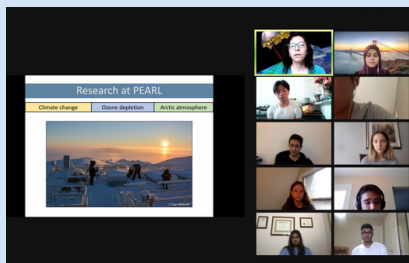 Research at PEARL
Climate change
Ozone depletion
Arctic atmosphere